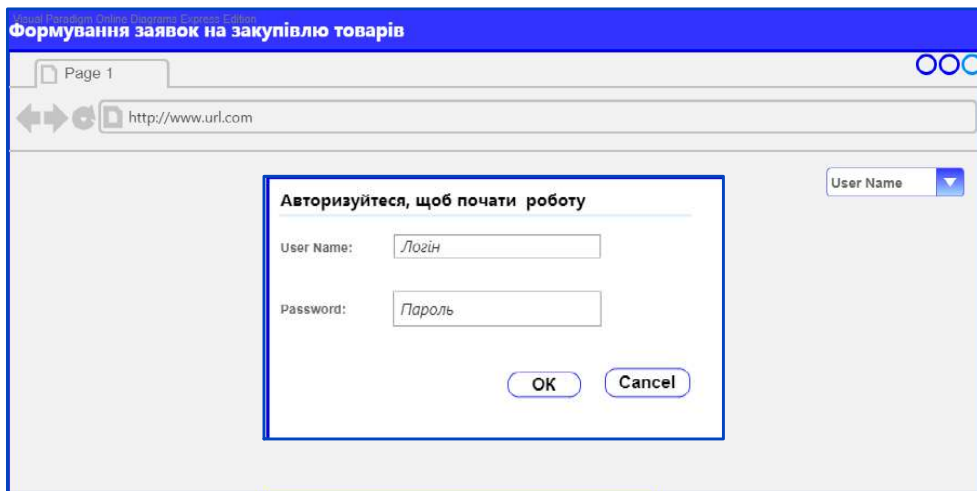 Visual Paradigm Online Diagrams Express Edition
Формування заявок на закупівлю товарів
Page 1
http://www.url.com
User Name
Авторизуйтеся, щоб почати роботу
User Name:
Логін
Password:
Пароль
OK
Cancel